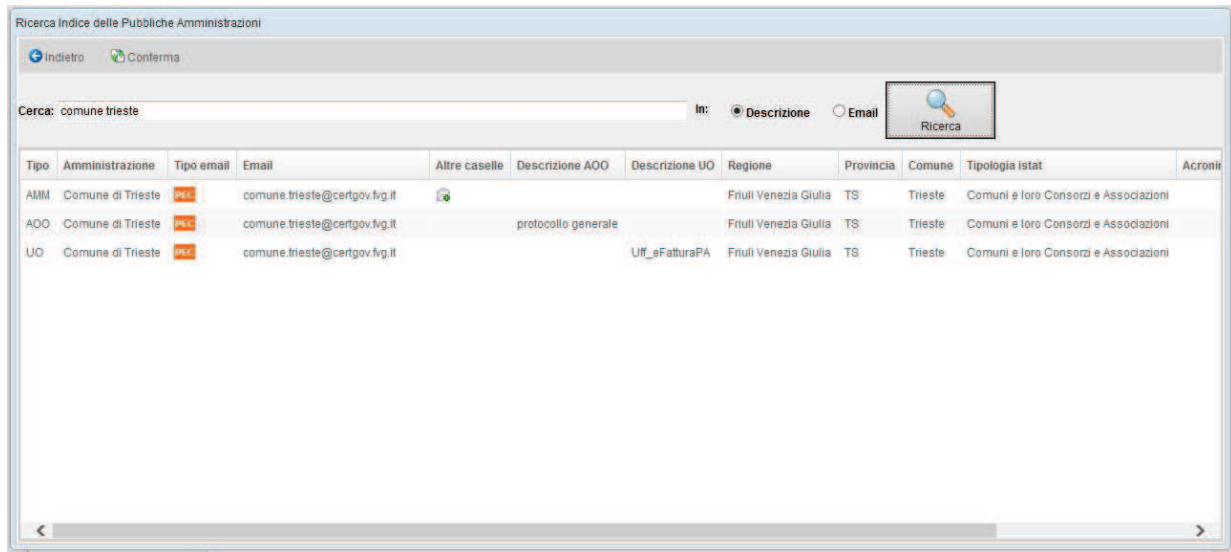 Ricerca Indice delle Pubbliche Amministrazioni
Indietro Conferma
Cerca: comune trieste In: Descrizione Email Ricerca
Tipo Amministrazione Tipo email Email Altre caselle Descrizione AOO Descrizione UO Regione Provincia Comune Tipologia istat Acronim
AMM Comune di Trieste PEC comune.trieste@certgov.fvg.it Friuli Venezia Giulia TS Trieste Comuni e loro Consorzi e Associazioni
AOO Comune di Trieste PEC comune.trieste@certgov.fvg.it protocollo generale Friuli Venezia Giulia TS Trieste Comuni e loro Consorzi e Associazioni
UO Comune di Trieste PEC comune.trieste@certgov.fvg.it Uff_eFatturaPA Friuli Venezia Giulia TS Trieste Comuni e loro Consorzi e Associazioni